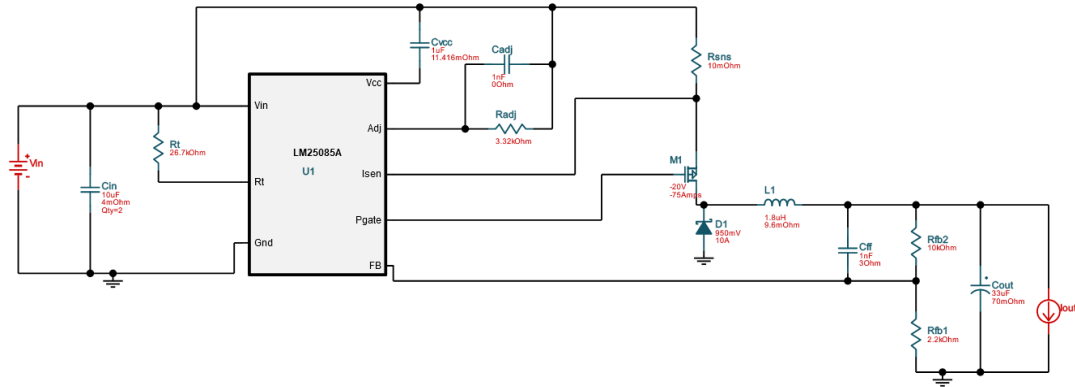 Vin
Cin
10uF
4mOhm
Qty=2
Rt
26.7kOhm
LM25085A
U1
Vin
Rt
Gnd
Vcc
Adj
Isen
Pgate
FB
Cvcc
1uF
11.416mOhm
Cadj
1nF
0Ohm
Radj
3.32kOhm
Rsns
10mOhm
M1
-20V
-75Amps
D1
950mV
10A
L1
1.8uH
9.6mOhm
Cff
1nF
3Ohm
Rfb2
10kOhm
Rfb1
2.2kOhm
Cout
33uF
70mOhm
Iout